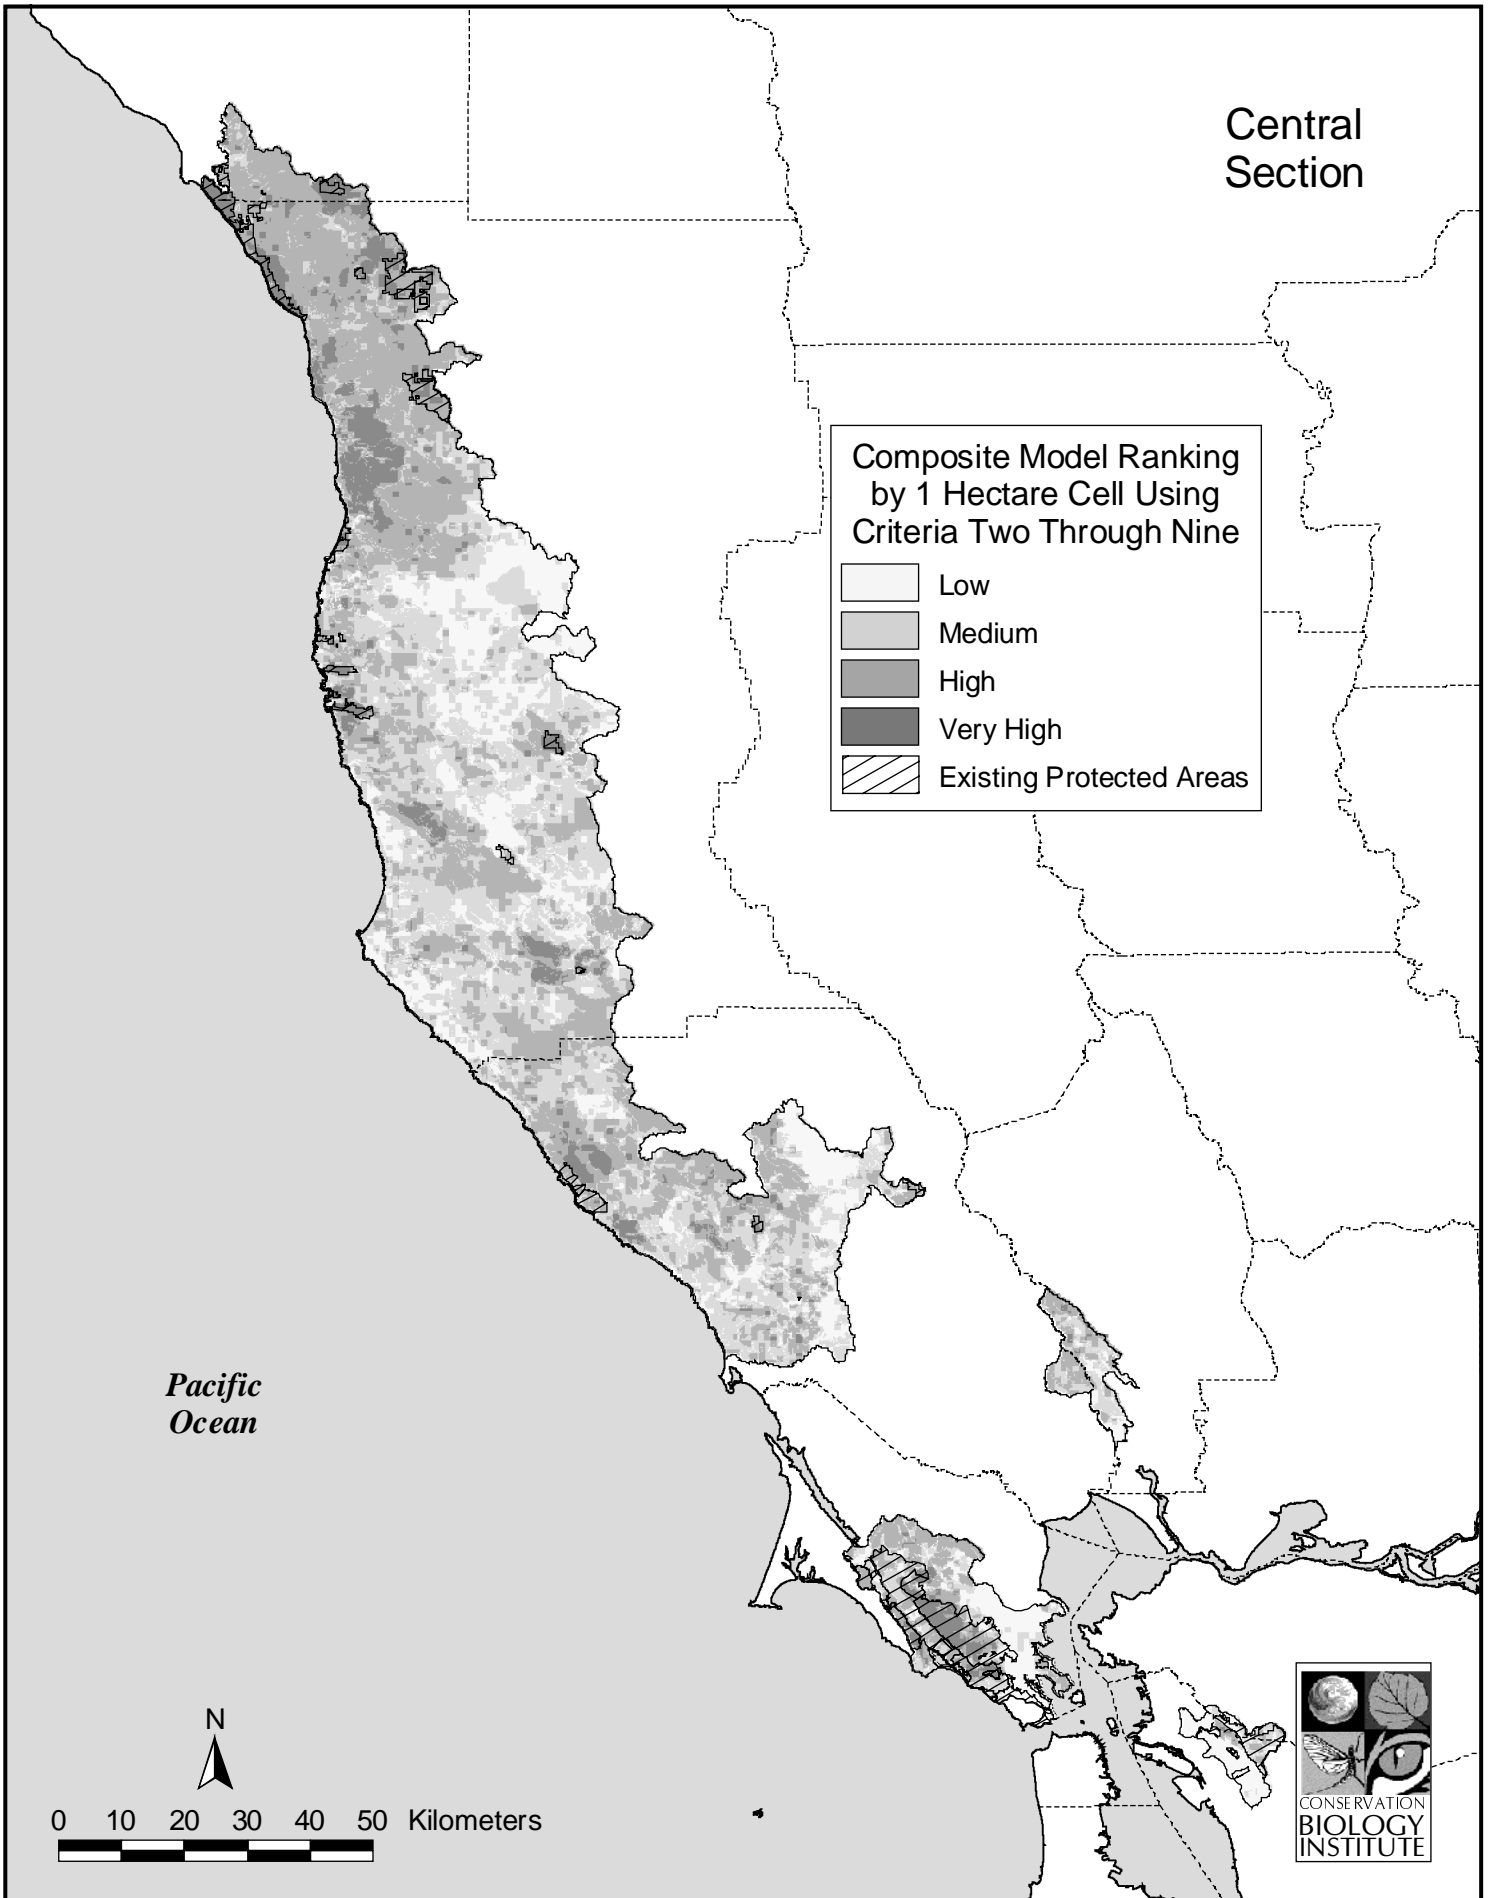 Central
Section
Composite Model Ranking
by 1 Hectare Cell Using
Criteria Two Through Nine
Low
Medium
High
Very High
Existing Protected Areas
Pacific
Ocean
N
0 10 20 30 40 50 Kilometers
CONSERVATION
BIOLOGY
INSTITUTE